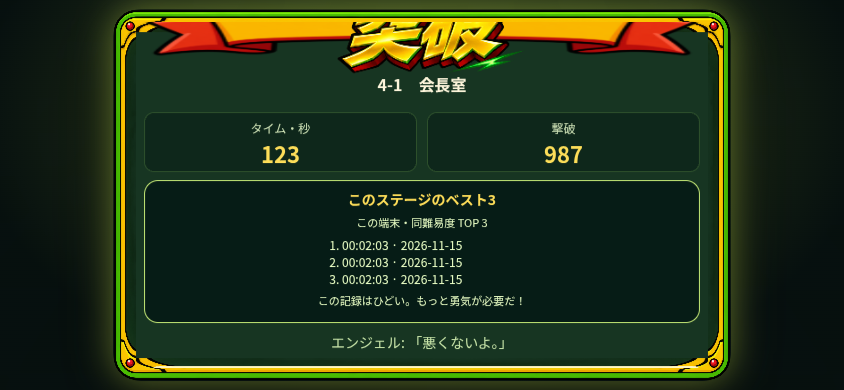 突破
4-1　会長室
タイム・秒
123
撃破
987
このステージのベスト3
この端末・同難易度 TOP 3
1. 00:02:03 · 2026-11-15
2. 00:02:03 · 2026-11-15
3. 00:02:03 · 2026-11-15
この記録はひどい。もっと勇気が必要だ！
エンジェル: 「悪くないよ。」